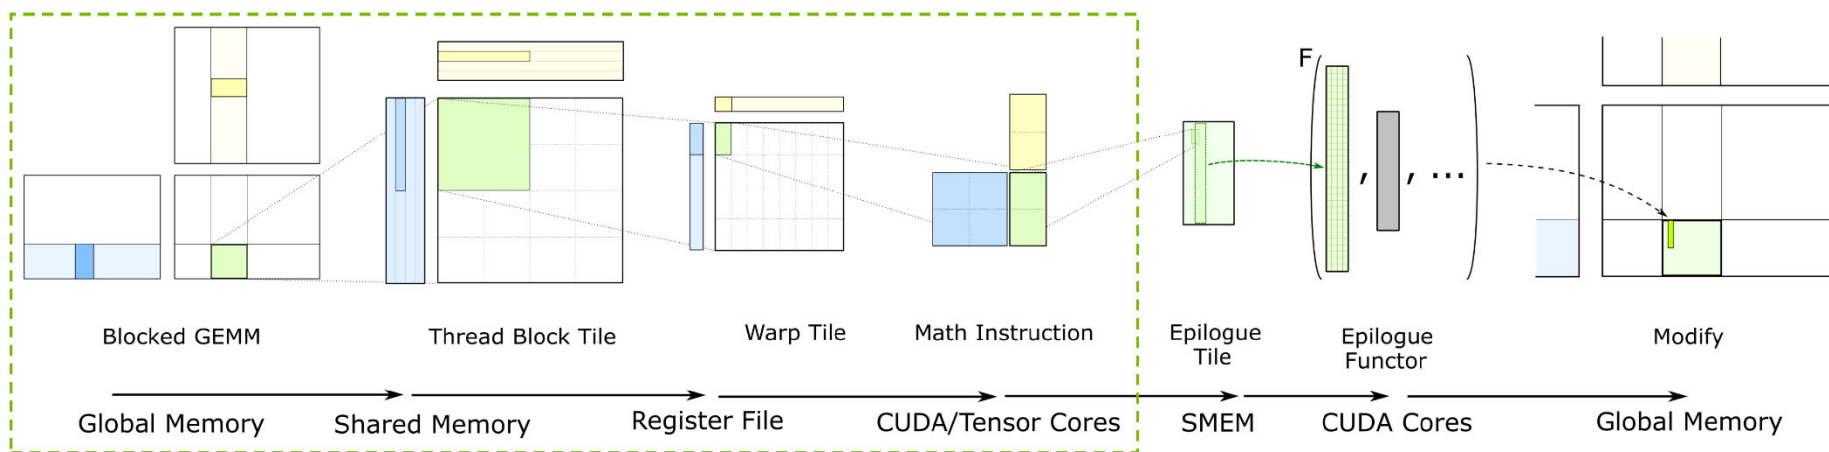 F
, , ...
Blocked GEMM
Thread Block Tile
Warp Tile
Math Instruction
Epilogue
Tile
Epilogue
Functor
Modify
Global Memory
Shared Memory
Register File
CUDA/Tensor Cores
SMEM
CUDA Cores
Global Memory